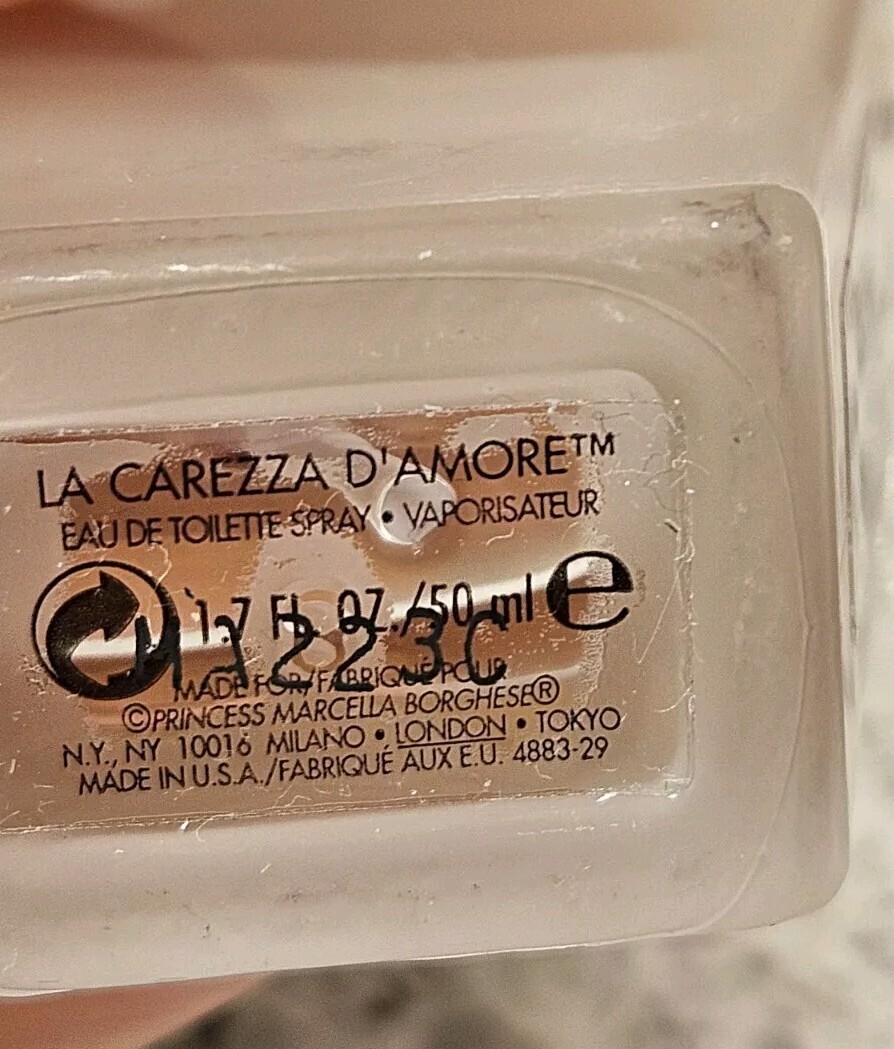 LA CAREZZA D'AMORE™
EAU DE TOILETTE SPRAY • VAPORISATEUR
1.7 FL. OZ./50 ml e
223C
MADE FOR/FABRIQUÉ POUR
©PRINCESS MARCELLA BORGHESE®
N.Y., NY 10016 MILANO • LONDON • TOKYO
MADE IN U.S.A./FABRIQUÉ AUX E.U. 4883-29